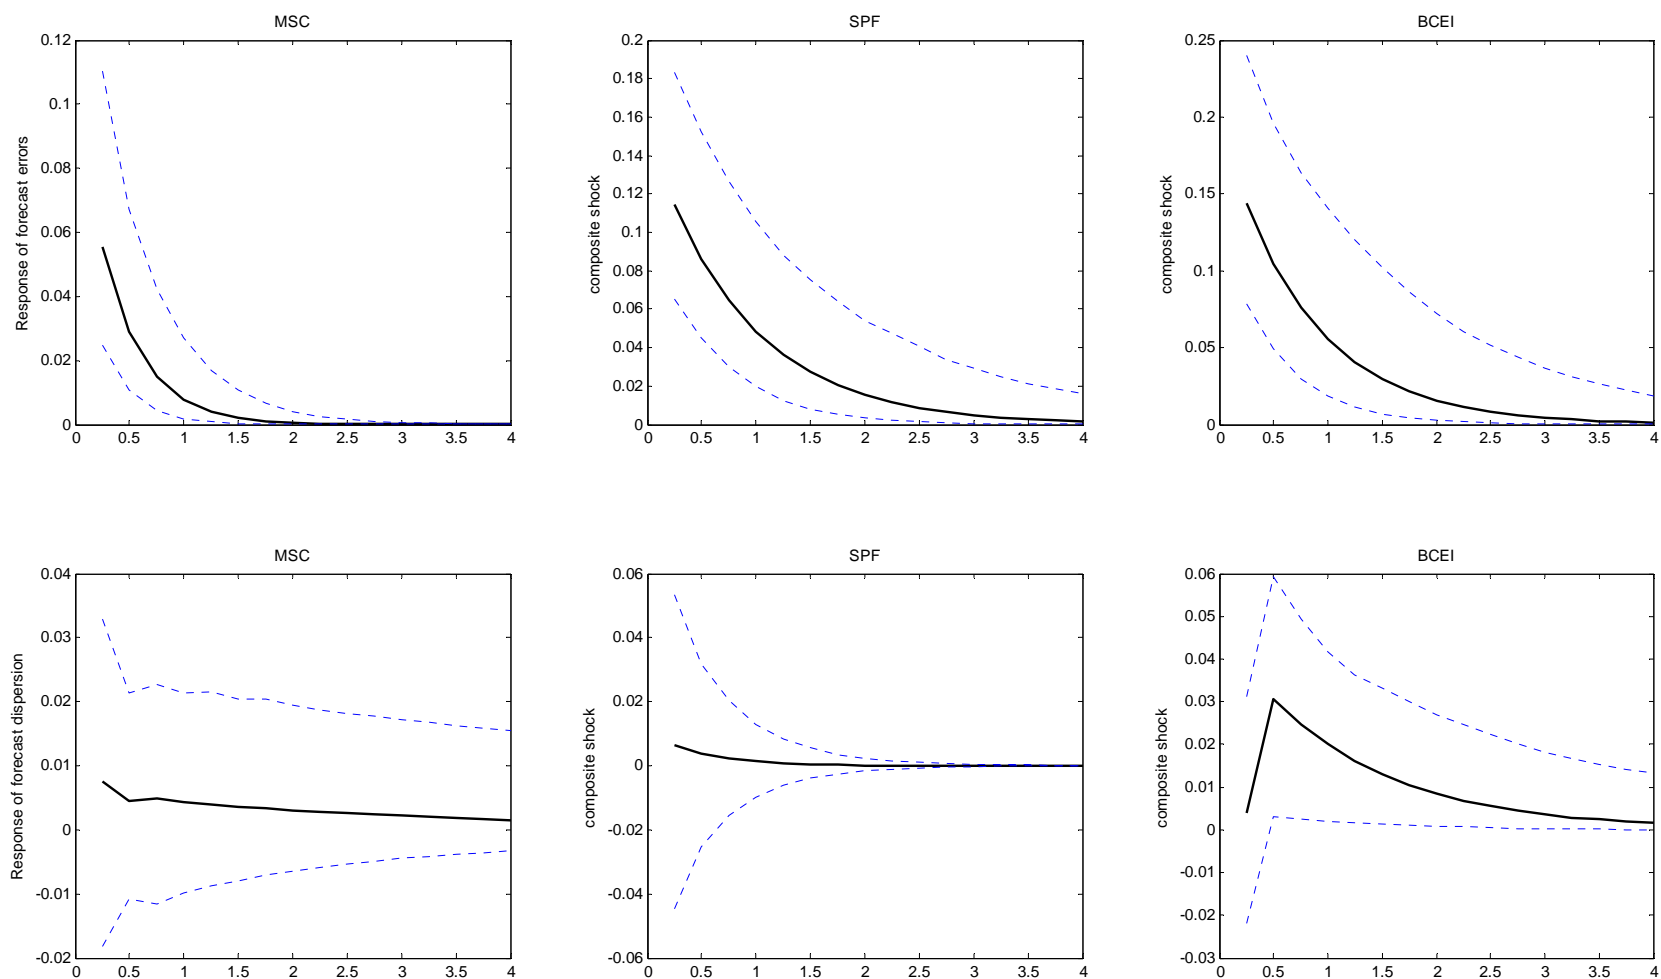 MSC
SPF
BCEI
Response of forecast errors
0.12
0.1
0.08
0.06
0.04
0.02
0
0 0.5 1 1.5 2 2.5 3 3.5 4
composite shock
0.2
0.18
0.16
0.14
0.12
0.1
0.08
0.06
0.04
0.02
0
0 0.5 1 1.5 2 2.5 3 3.5 4
composite shock
0.25
0.2
0.15
0.1
0.05
0
0 0.5 1 1.5 2 2.5 3 3.5 4
MSC
SPF
BCEI
Response of forecast dispersion
0.04
0.03
0.02
0.01
0
-0.01
-0.02
0 0.5 1 1.5 2 2.5 3 3.5 4
composite shock
0.06
0.04
0.02
0
-0.02
-0.04
-0.06
0 0.5 1 1.5 2 2.5 3 3.5 4
composite shock
0.06
0.05
0.04
0.03
0.02
0.01
0
-0.01
-0.02
-0.03
0 0.5 1 1.5 2 2.5 3 3.5 4